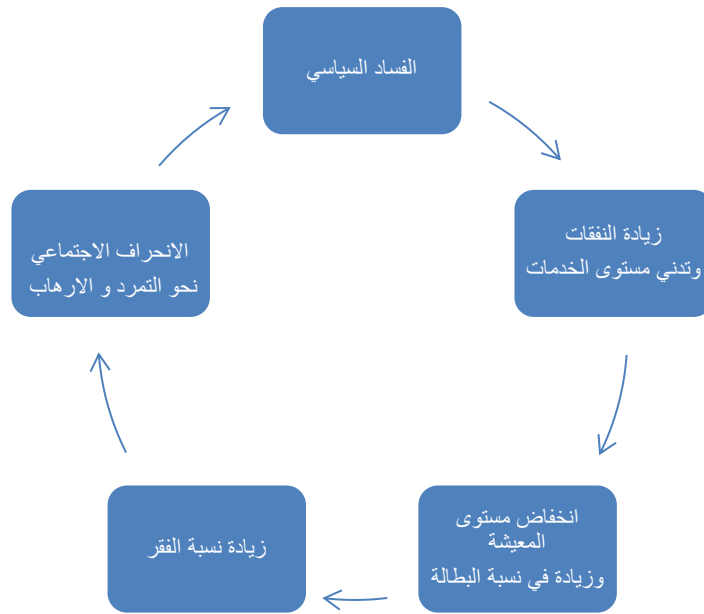 الفساد السياسي
زيادة النفقات
وتدني مستوى الخدمات
انخفاض مستوى
المعيشة
وزيادة في نسبة البطالة
زيادة نسبة الفقر
الانحراف الاجتماعي
نحو التمرد و الارهاب